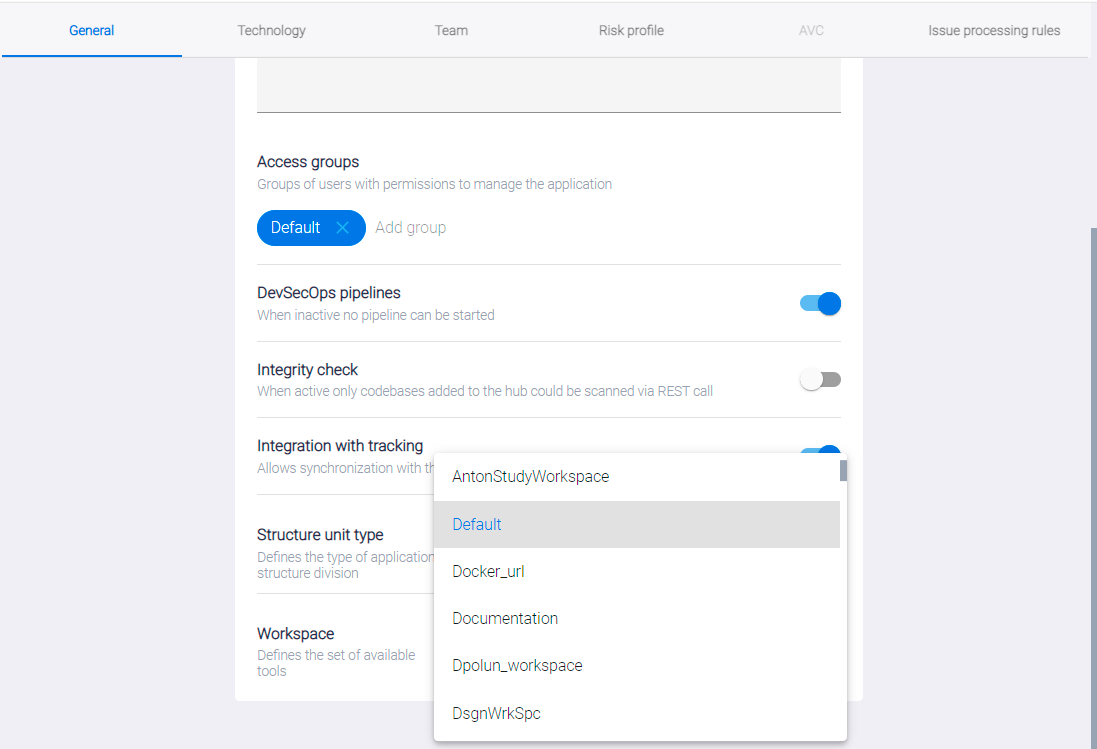 General
Technology
Team
Risk profile
AVC
Issue processing rules
Access groups
Groups of users with permissions to manage the application
Default
Add group
DevSecOps pipelines
When inactive no pipeline can be started
Integrity check
When active only codebases added to the hub could be scanned via REST call
Integration with tracking
Allows synchronization with
Structure unit type
Defines the type of application
structure division
Workspace
Defines the set of available
tools
AntonStudyWorkspace
Default
Docker_url
Documentation
Dpolun_workspace
DsgnWrkSpc